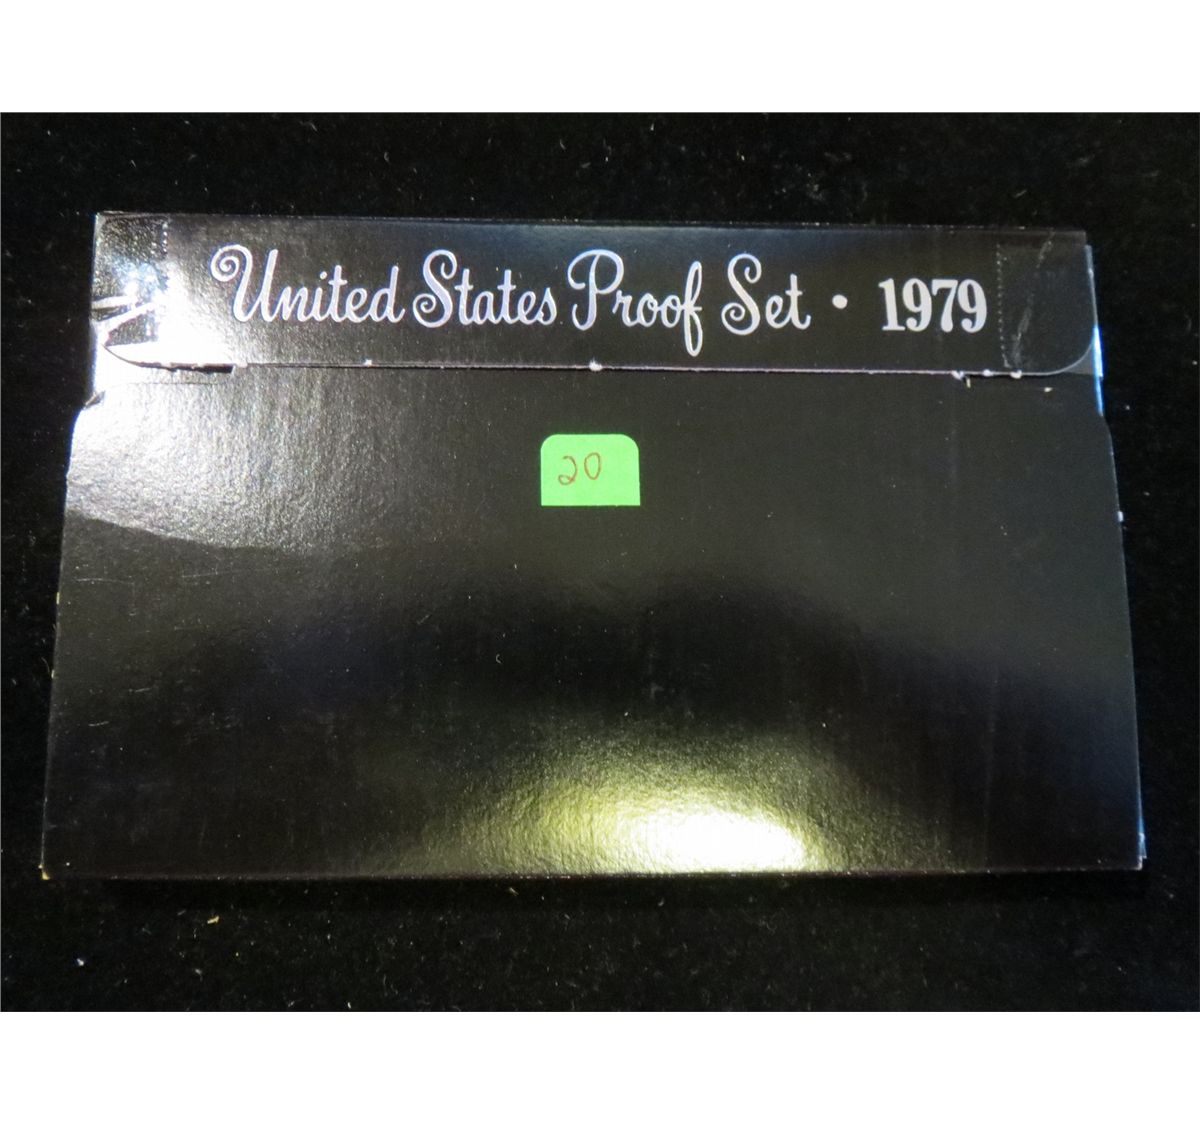 United States Proof Set • 1979
20